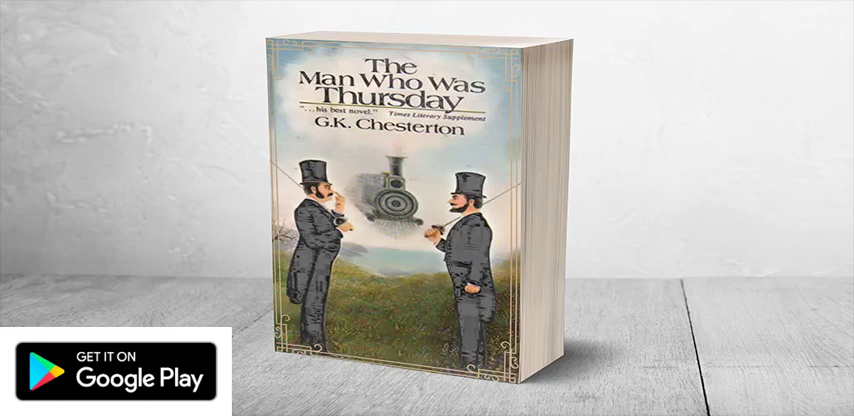 The
Man Who Was
Thursday
"...his best novel." Times Literary Supplement
G.K. Chesterton
GET IT ON
Google Play